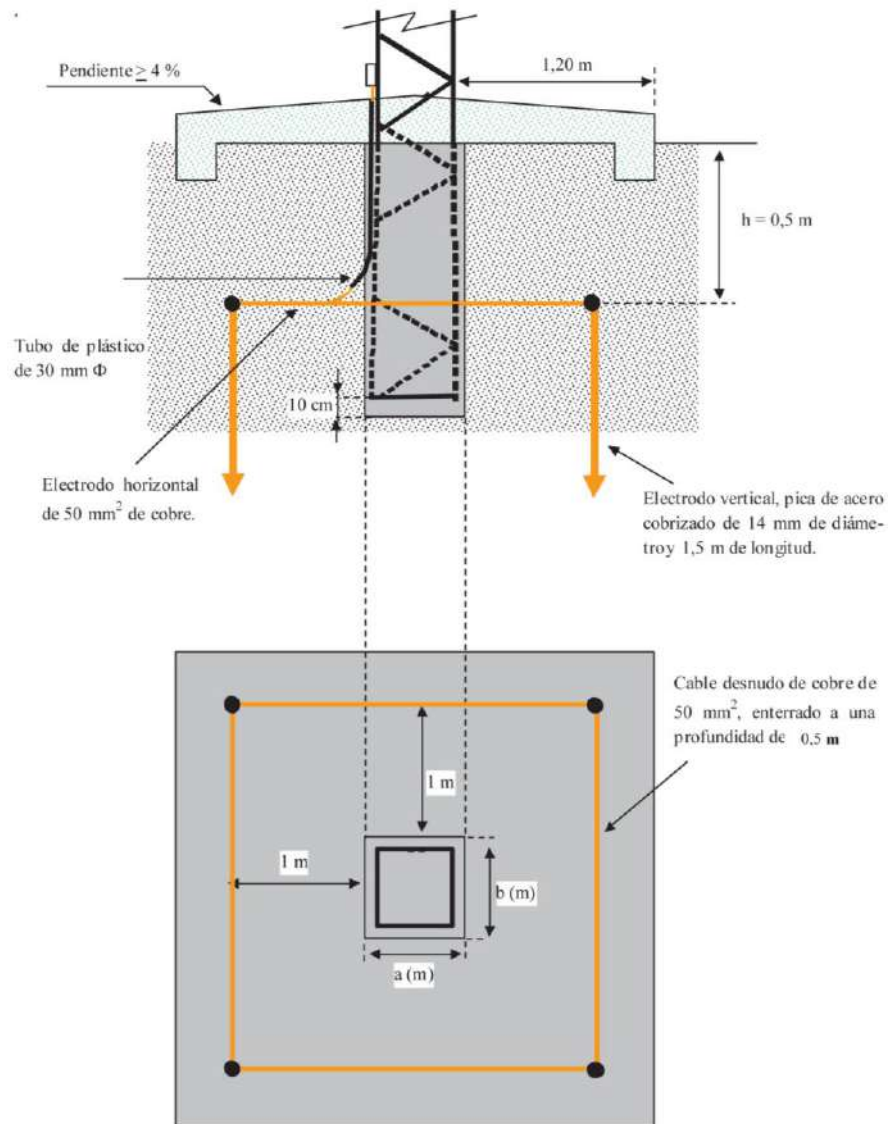 Pendiente ≥ 4 %
1,20 m
h = 0,5 m
Tubo de plástico
de 30 mm Φ
10 cm
Electrodo horizontal
de 50 mm² de cobre.
Electrodo vertical, pica de acero
cobrizado de 14 mm de diáme-
troy 1,5 m de longitud.
Cable desnudo de cobre de
50 mm², enterrado a una
profundidad de 0,5 m
1 m
1 m
b (m)
a (m)